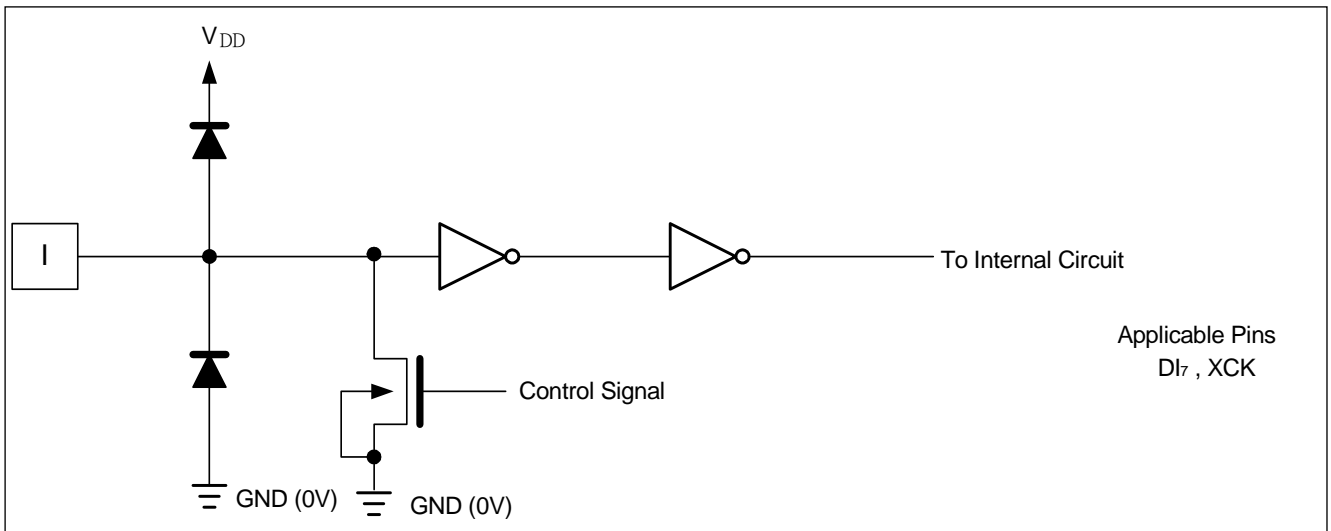 VDD
I
To Internal Circuit
Applicable Pins
DI7 , XCK
Control Signal
GND (0V)
GND (0V)